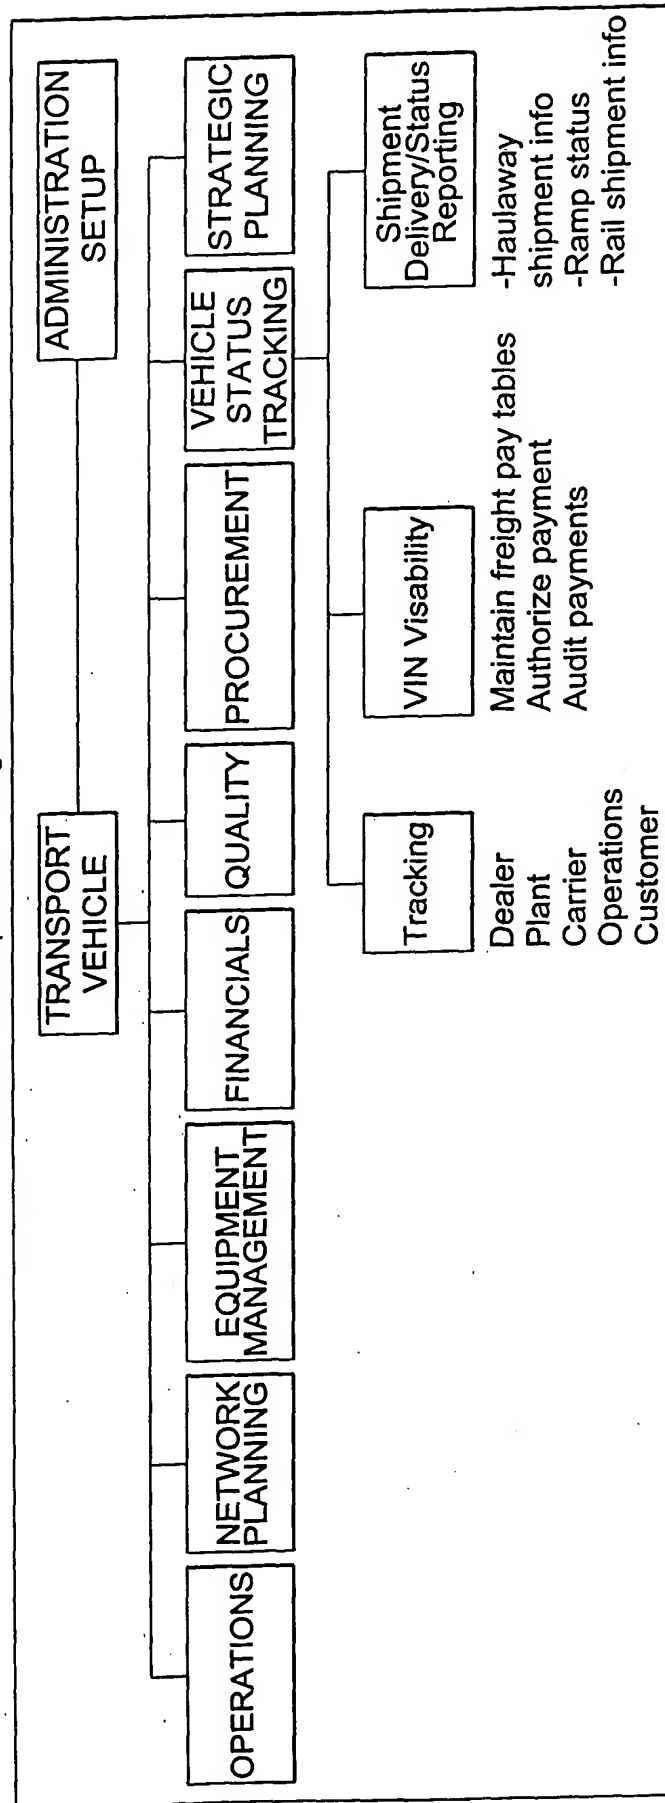 TRANSPORT
VEHICLE
ADMINISTRATION
SETUP
OPERATIONS
NETWORK
PLANNING
EQUIPMENT
MANAGEMENT
FINANCIALS
QUALITY
PROCUREMENT
VEHICLE
STATUS
TRACKING
STRATEGIC
PLANNING
Tracking
Dealer
Plant
Carrier
Operations
Customer
VIN Visability
Maintain freight pay tables
Authorize payment
Audit payments
Shipment
Delivery/Status
Reporting
-Haulaway
shipment info
-Ramp status
-Rail shipment info